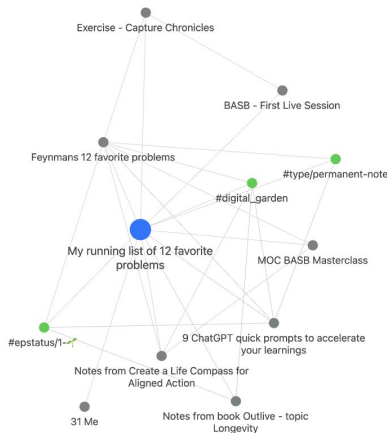 Exercise - Capture Chronicles
BASB - First Live Session
Feynmans 12 favorite problems
#type/permanent-note
#digital_garden
My running list of 12 favorite
problems
MOC BASB Masterclass
#epstatus/1-🌱
9 ChatGPT quick prompts to accelerate
your learnings
Notes from Create a Life Compass for
Aligned Action
31 Me
Notes from book Outlive - topic
Longevity